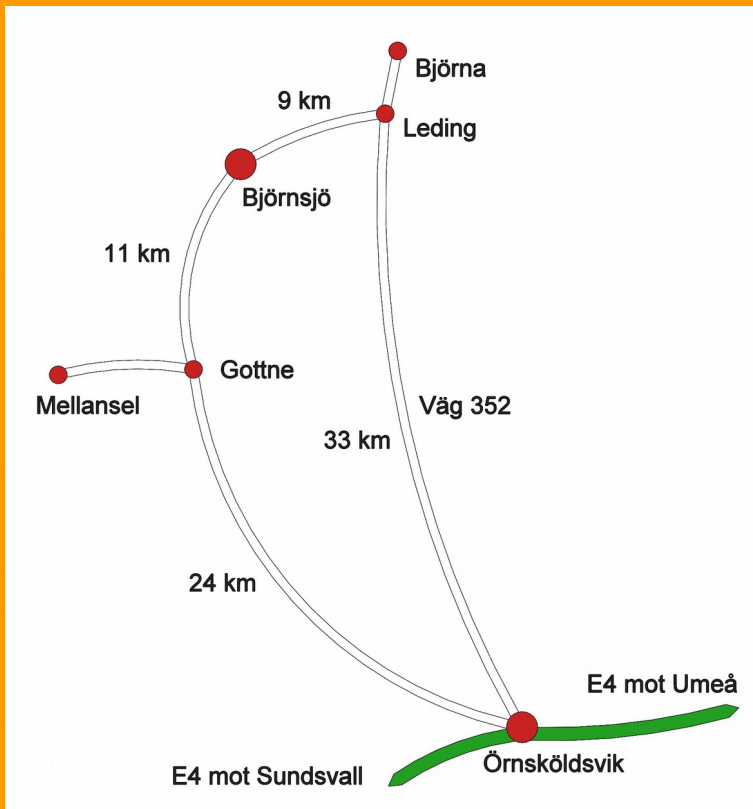 Björna
9 km
Leding
Björnsjö
11 km
Gottne
Mellansel
Väg 352
33 km
24 km
E4 mot Umeå
Örnsköldsvik
E4 mot Sundsvall